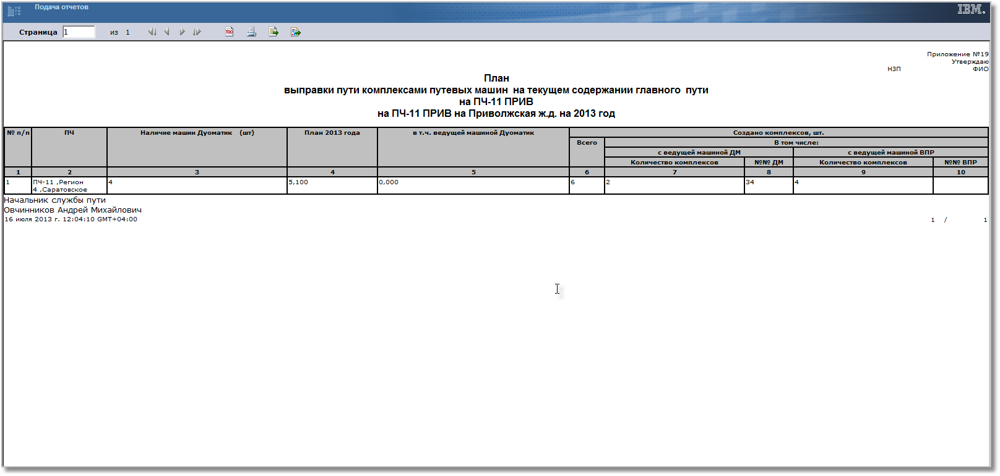 Подача отчетов
IBM.
Страница 1 из 1
TOC
Приложение №19
Утверждаю
НЗП ФИО
План
выправки пути комплексами путевых машин на текущем содержании главного пути
на ПЧ-11 ПРИВ
на ПЧ-11 ПРИВ на Приволжская ж.д. на 2013 год
№ п/п ПЧ Наличие машин Дуоматик (шт) План 2013 года в т.ч. ведущей машиной Дуоматик Создано комплексов, шт.
Всего В том числе:
с ведущей машиной ДМ с ведущей машиной ВПР
Количество комплексов №№ ДМ Количество комплексов №№ ВПР
1 2 3 4 5 6 7 8 9 10
1 ПЧ-11 ,Регион 4 5,100 0,000 6 2 34 4
4 ,Саратовское
Начальник службы пути
Овчинников Андрей Михайлович
16 июля 2013 г. 12:04:10 GMT+04:00 1 / 1